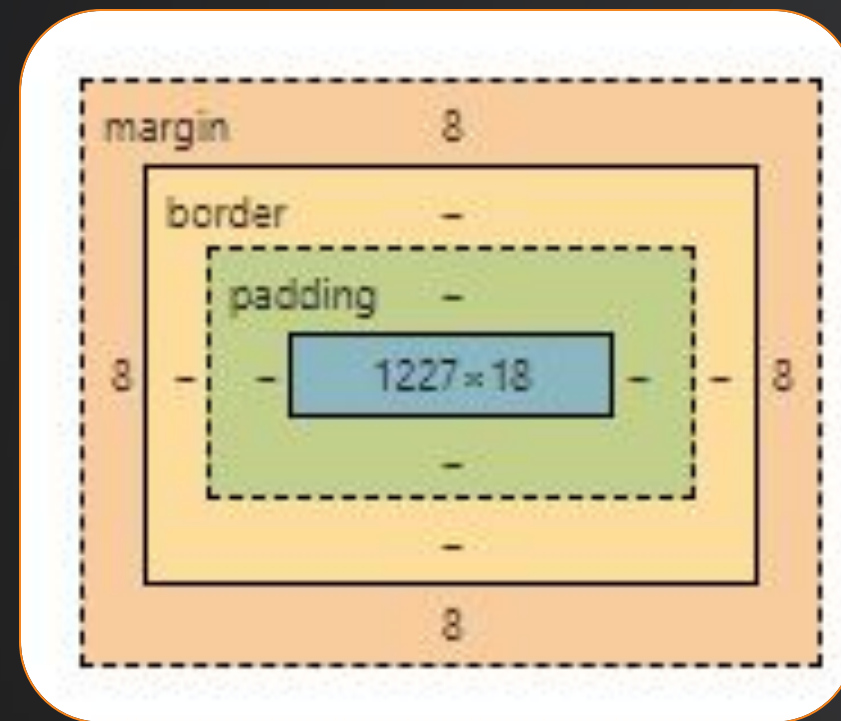 margin 8
border –
padding –
8 – – 1227 × 18 – – 8
–
–
8